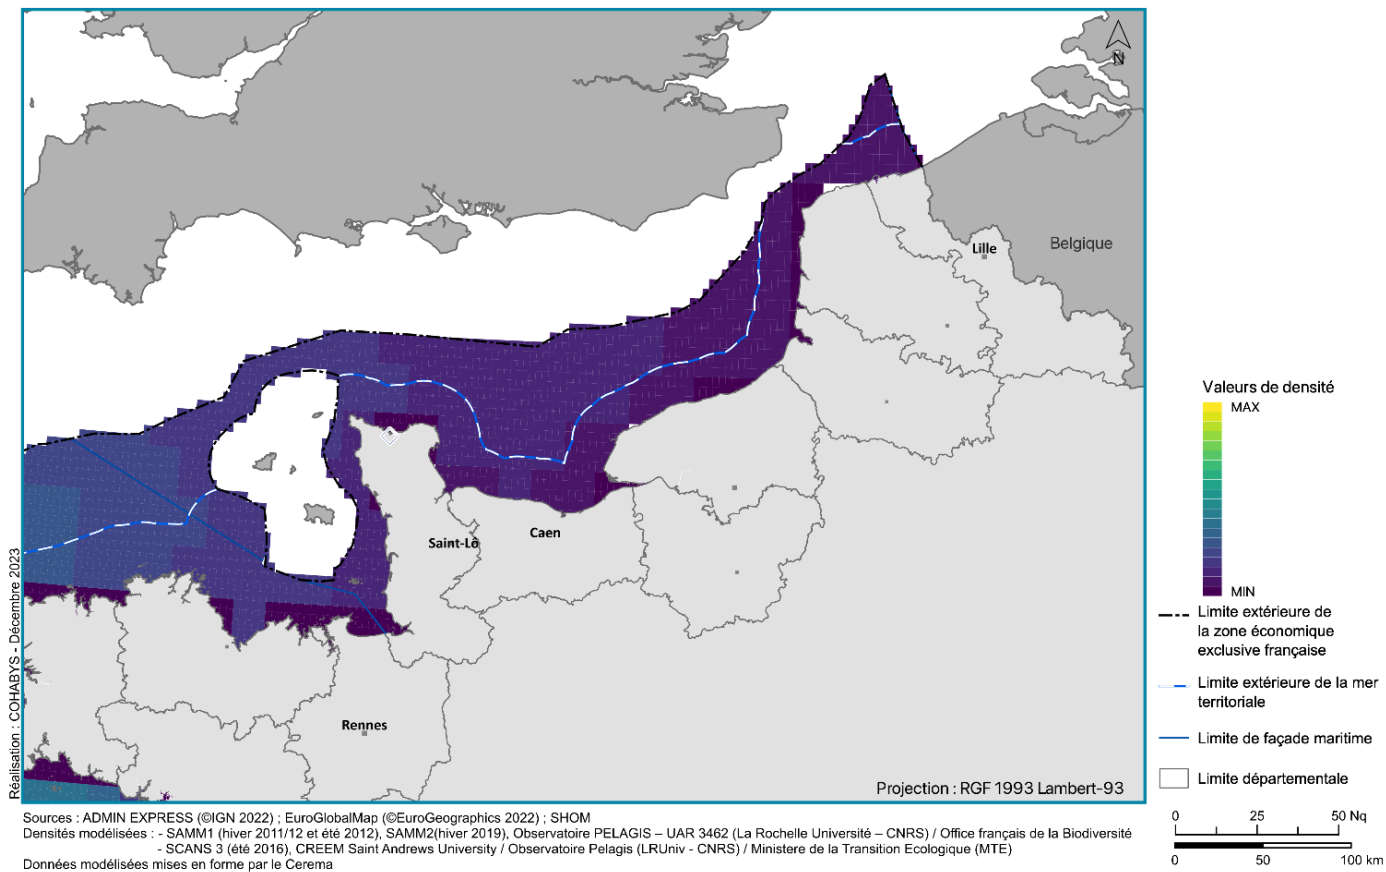 N
Lille
Belgique
Saint-Lô
Caen
Rennes
Projection : RGF 1993 Lambert-93
Réalisation : COHABYS - Décembre 2023
Valeurs de densité
MAX
MIN
Limite extérieure de
la zone économique
exclusive française
Limite extérieure de la mer
territoriale
Limite de façade maritime
Limite départementale
0 25 50 Nq
0 50 100 km
Sources : ADMIN EXPRESS (©IGN 2022) ; EuroGlobalMap (©EuroGeographics 2022) ; SHOM
Densités modélisées : - SAMM1 (hiver 2011/12 et été 2012), SAMM2(hiver 2019), Observatoire PELAGIS – UAR 3462 (La Rochelle Université – CNRS) / Office français de la Biodiversité
- SCANS 3 (été 2016), CREEM Saint Andrews University / Observatoire Pelagis (LRUniv - CNRS) / Ministere de la Transition Ecologique (MTE)
Données modélisées mises en forme par le Cerema